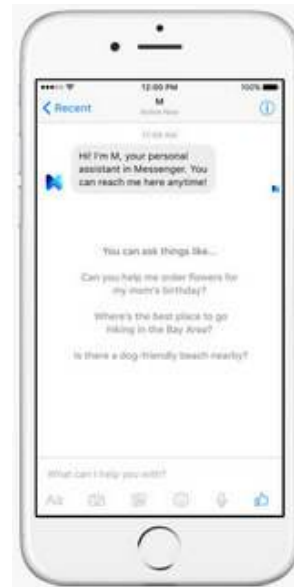 12:00 PM
100%
Recent
M
Active Now
Hi! I'm M, your personal
assistant in Messenger. You
can reach me here anytime!
You can ask things like...
Can you help me order flowers for
my mom's birthday?
Where's the best place to go
hiking in the Bay Area?
Is there a dog-friendly beach nearby?
What can I help you with?
Aa